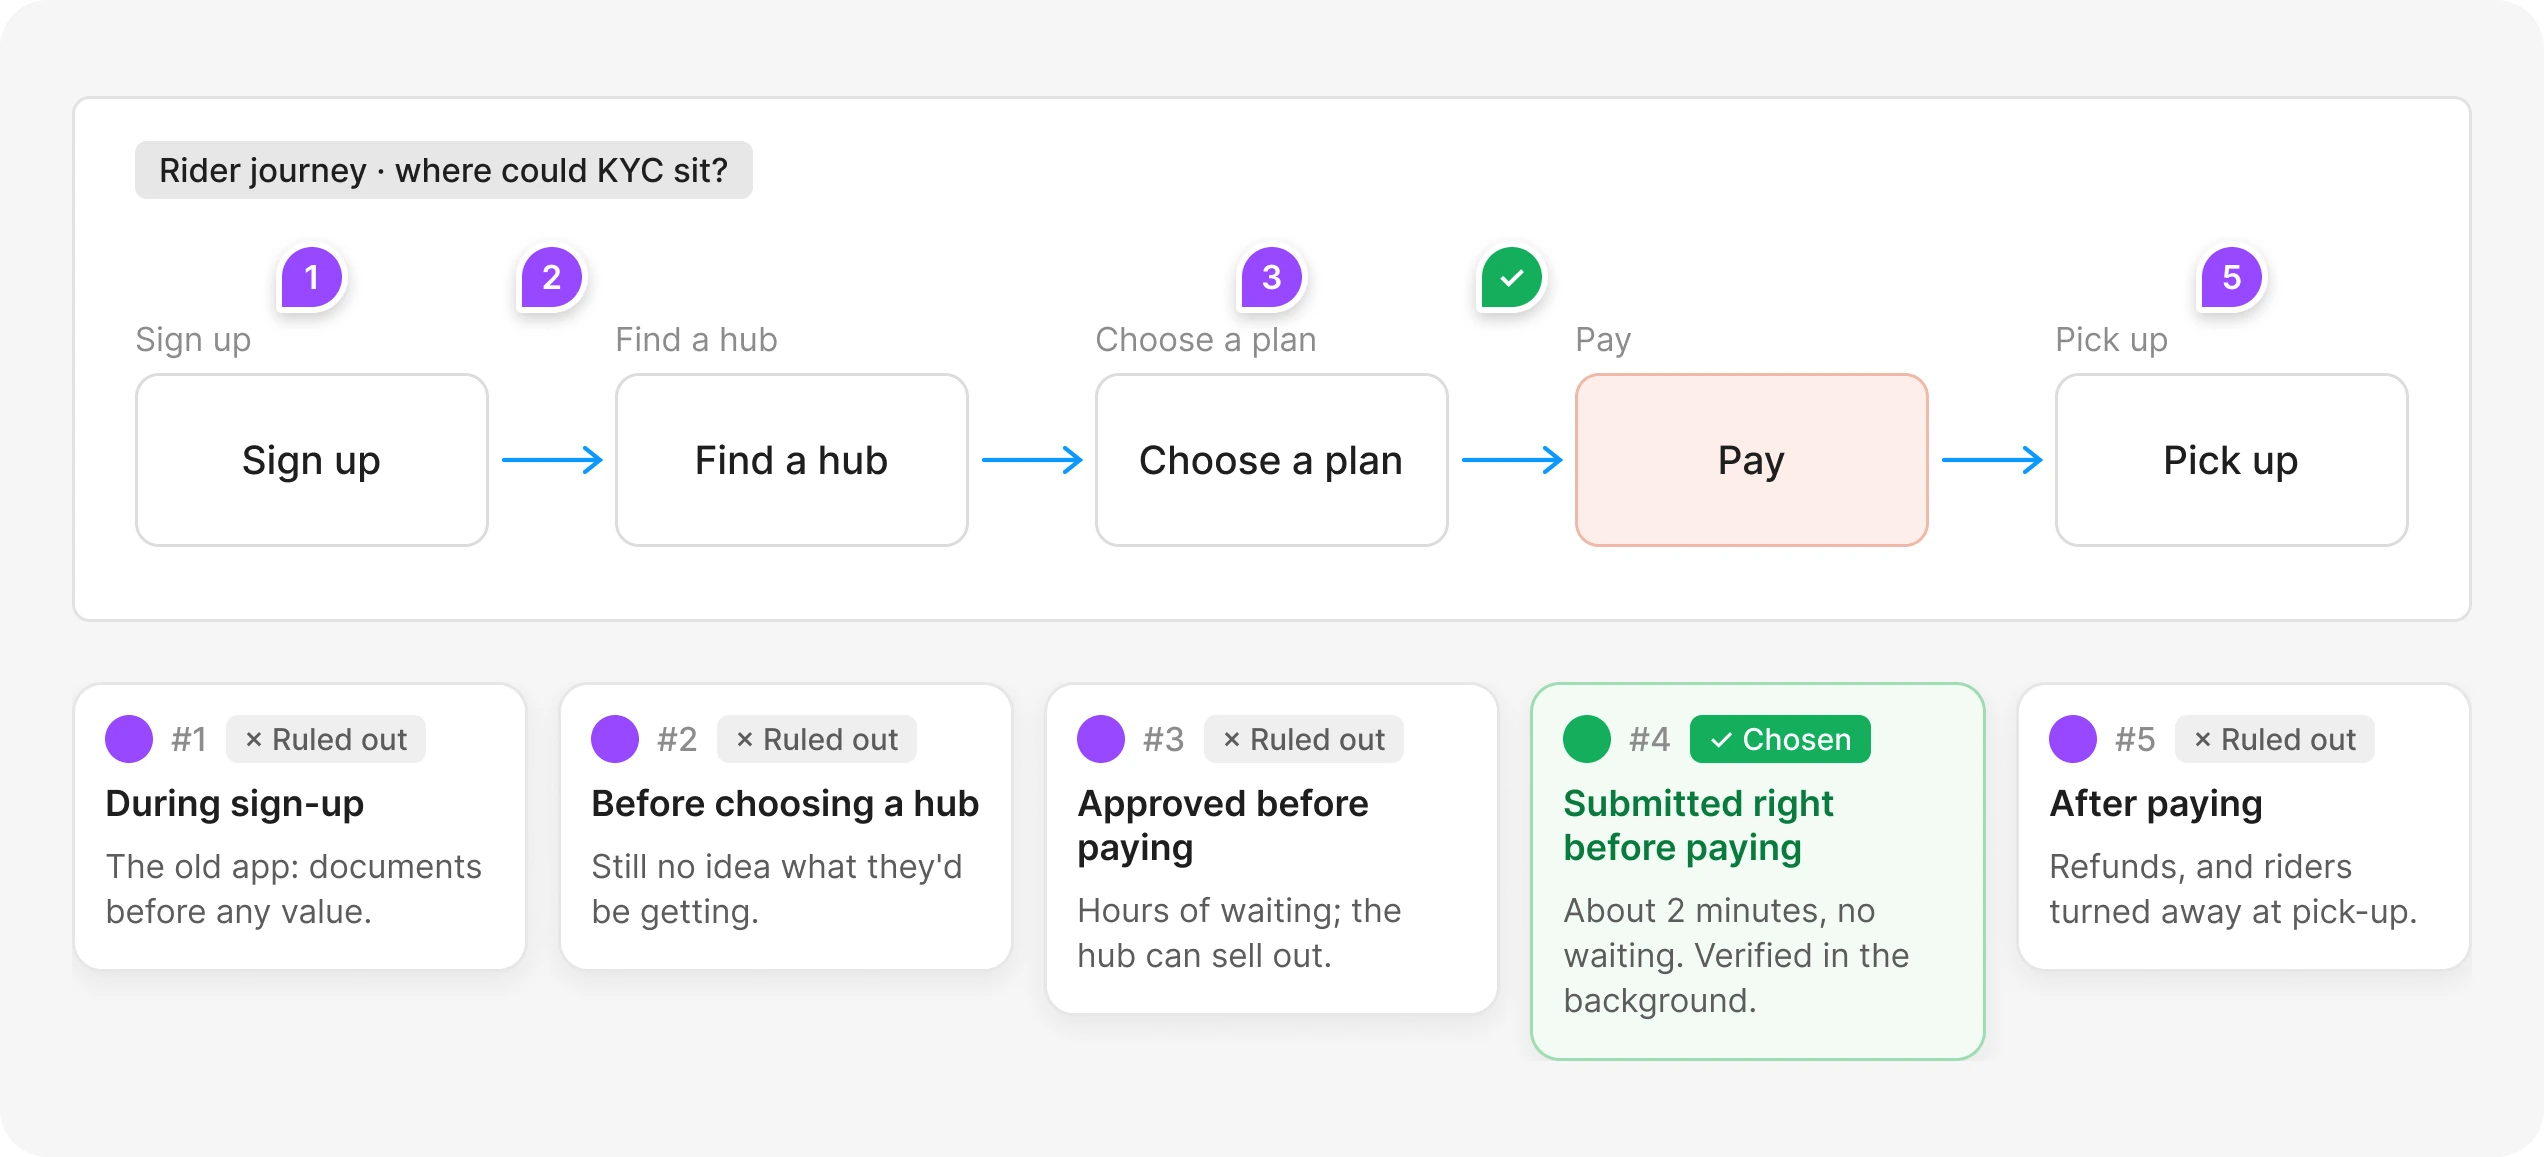 Rider journey · where could KYC sit?
1
2
3
✓
5
Sign up
Find a hub
Choose a plan
Pay
Pick up
Sign up
Find a hub
Choose a plan
Pay
Pick up
#1 × Ruled out
During sign-up
The old app: documents
before any value.
#2 × Ruled out
Before choosing a hub
Still no idea what they'd
be getting.
#3 × Ruled out
Approved before
paying
Hours of waiting; the
hub can sell out.
#4 ✓ Chosen
Submitted right
before paying
About 2 minutes, no
waiting. Verified in the
background.
#5 × Ruled out
After paying
Refunds, and riders
turned away at pick-up.